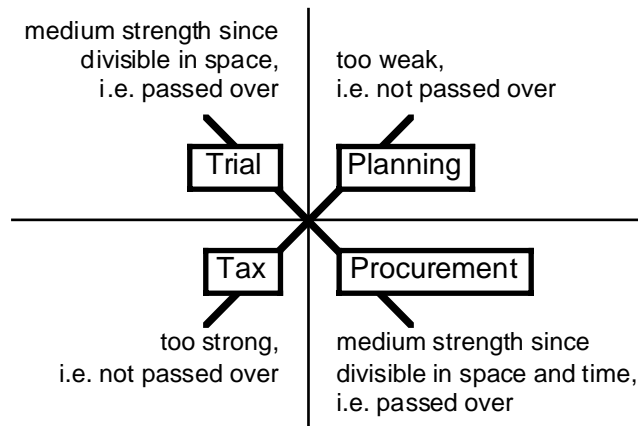 medium strength since
divisible in space,
i.e. passed over
too weak,
i.e. not passed over
Trial
Planning
Tax
Procurement
too strong,
i.e. not passed over
medium strength since
divisible in space and time,
i.e. passed over